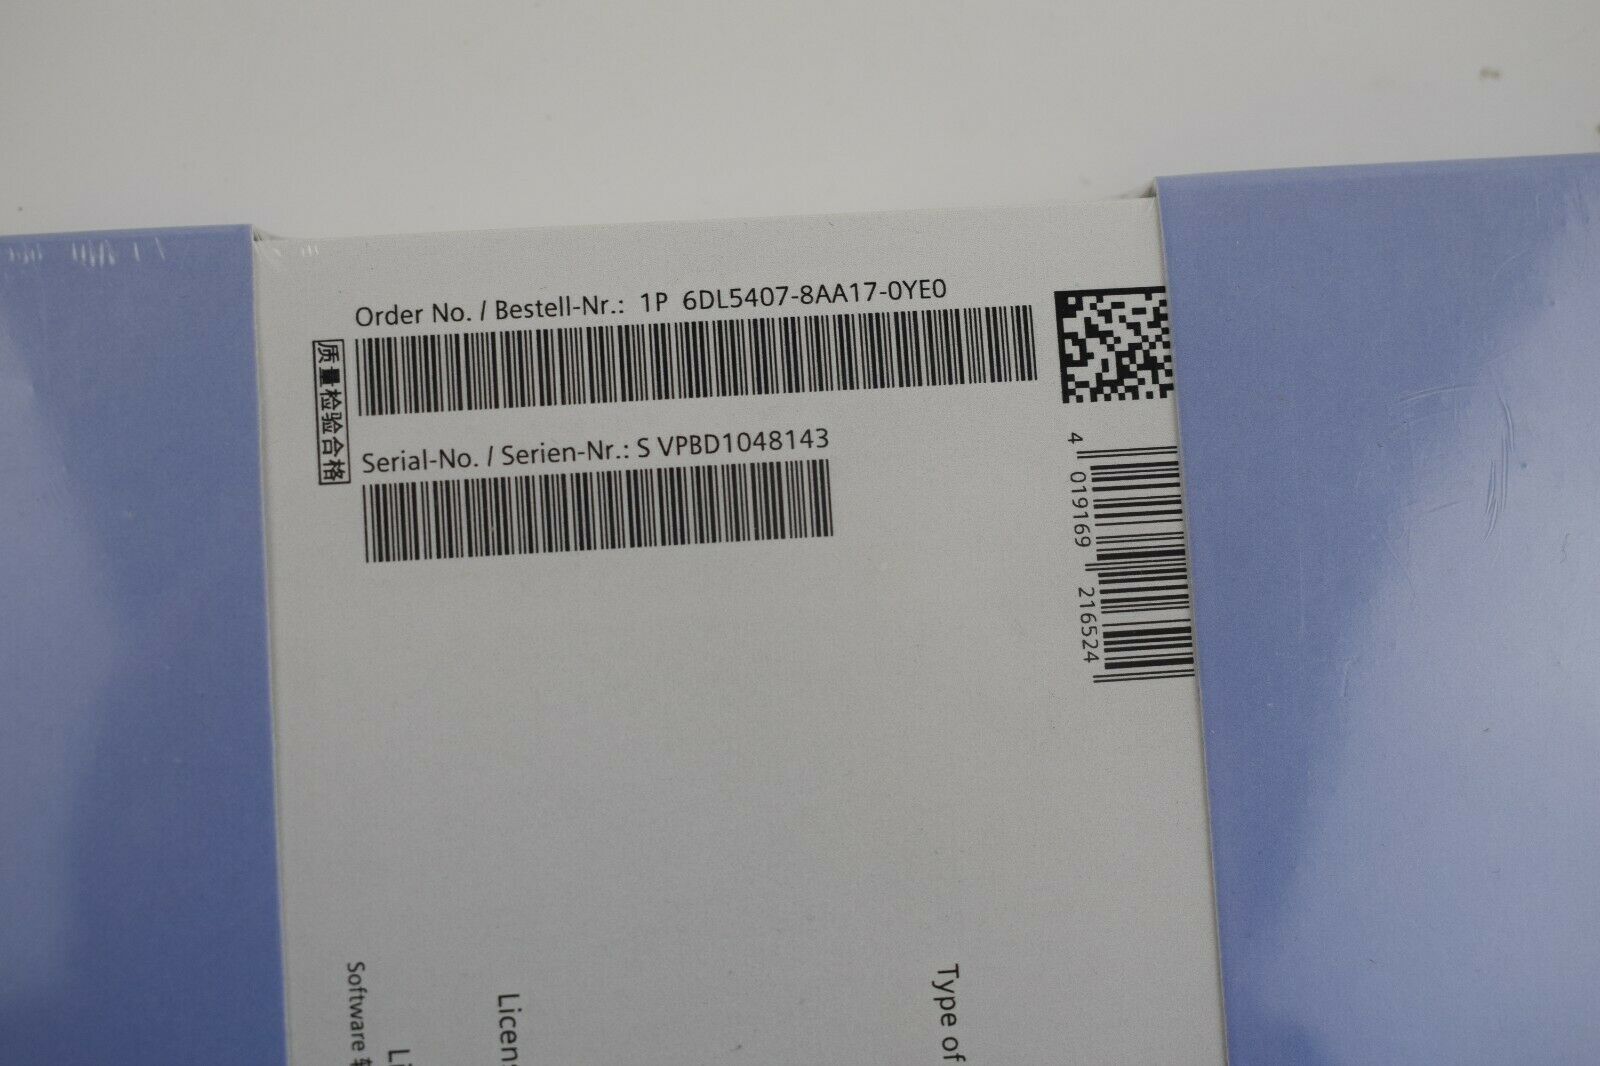 Order No. / Bestell-Nr.: 1P 6DL5407-8AA17-0YE0
质量检验合格
Serial-No. / Serien-Nr.: S VPBD1048143
4 019169 216524
Type of
Software